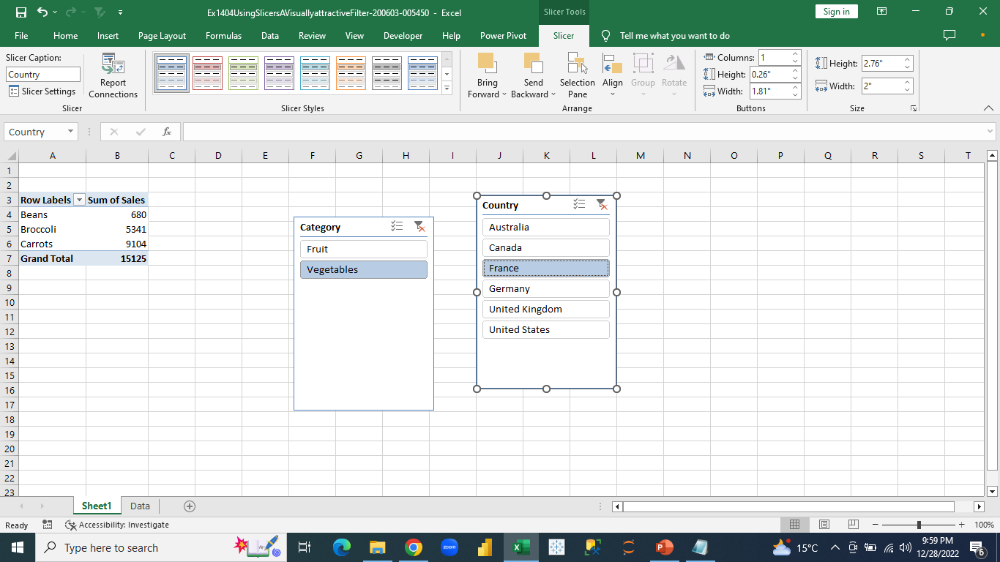 Ex1404UsingSlicersAVisuallyattractiveFilter-200603-005450 - Excel
Slicer Tools
Sign in
File Home Insert Page Layout Formulas Data Review View Developer Help Power Pivot Slicer Tell me what you want to do
Slicer Caption:
Country
Slicer Settings
Report
Connections
Slicer
Slicer Styles
Bring
Forward
Send
Backward
Selection
Pane
Align
Group
Rotate
Arrange
Columns: 1
Height: 0.26"
Width: 1.81"
Buttons
Height: 2.76"
Width: 2"
Size
Country
fx
A B C D E F G H I J K L M N O P Q R S T
1
2
3 Row Labels Sum of Sales
4 Beans 680
5 Broccoli 5341
6 Carrots 9104
7 Grand Total 15125
8
9
10
11
12
13
14
15
16
17
18
19
20
21
22
23
Category
Fruit
Vegetables
Country
Australia
Canada
France
Germany
United Kingdom
United States
Sheet1 Data
Ready
Accessibility: Investigate
100%
Type here to search
zoom
15°C
9:59 PM
12/28/2022
6